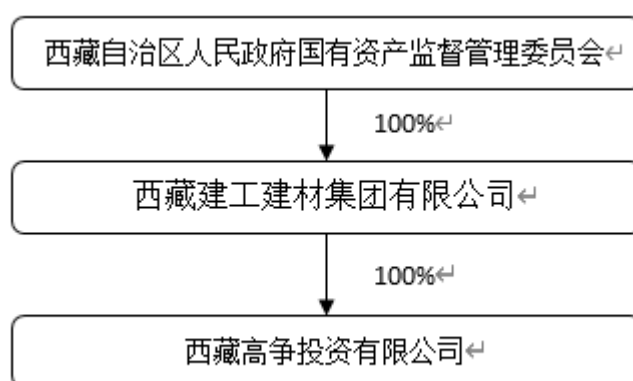 西藏自治区人民政府国有资产监督管理委员会↵
100%↵
西藏建工建材集团有限公司↵
100%↵
西藏高争投资有限公司↵